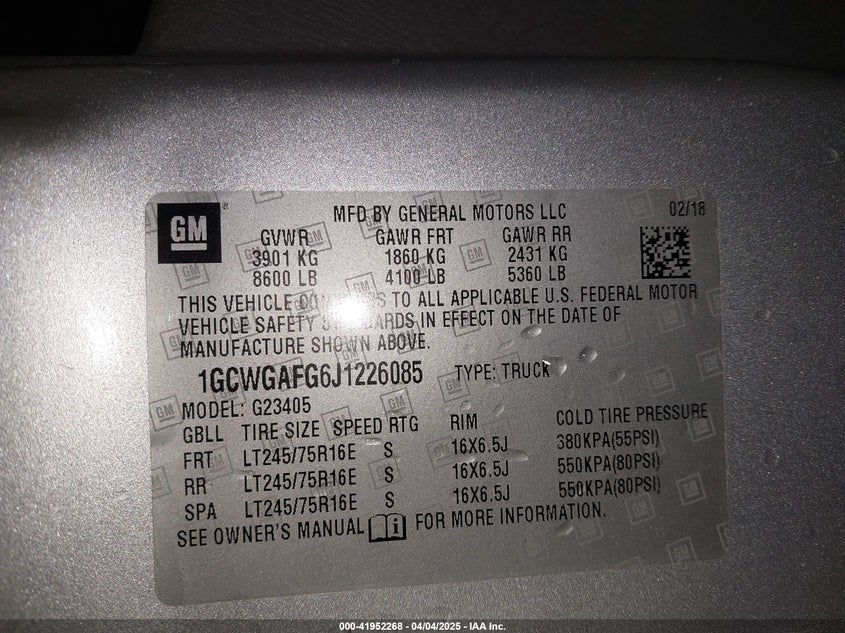 GM
MFD BY GENERAL MOTORS LLC 02/18
GVWR GAWR FRT GAWR RR
3901 KG 1860 KG 2431 KG
8600 LB 4100 LB 5360 LB
THIS VEHICLE TO ALL APPLICABLE U.S. FEDERAL MOTOR
VEHICLE SAFETY IN EFFECT ON THE DATE OF
MANUFACTURE SHOWN ABOVE.
1GCWGAFG6J1226085 TYPE: TRUCK
MODEL: G23405
GBLL TIRE SIZE SPEED RTG RIM COLD TIRE PRESSURE
FRT LT245/75R16E S 16X6.5J 380KPA(55PSI)
RR LT245/75R16E S 16X6.5J 550KPA(80PSI)
SPA LT245/75R16E S 16X6.5J 550KPA(80PSI)
SEE OWNER'S MANUAL FOR MORE INFORMATION.
000-41952268 - 04/04/2025 - IAA Inc.